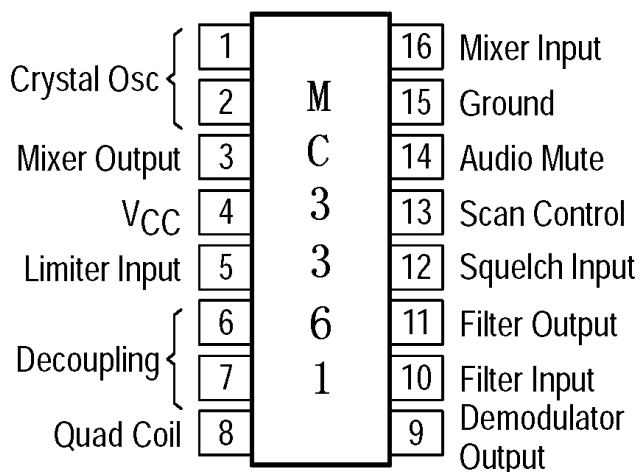 Crystal Osc
1
2
Mixer Output 3
VCC 4
Limiter Input 5
Decoupling
6
7
Quad Coil 8
M
C
3
3
6
1
16 Mixer Input
15 Ground
14 Audio Mute
13 Scan Control
12 Squelch Input
11 Filter Output
10 Filter Input
9 Demodulator
Output